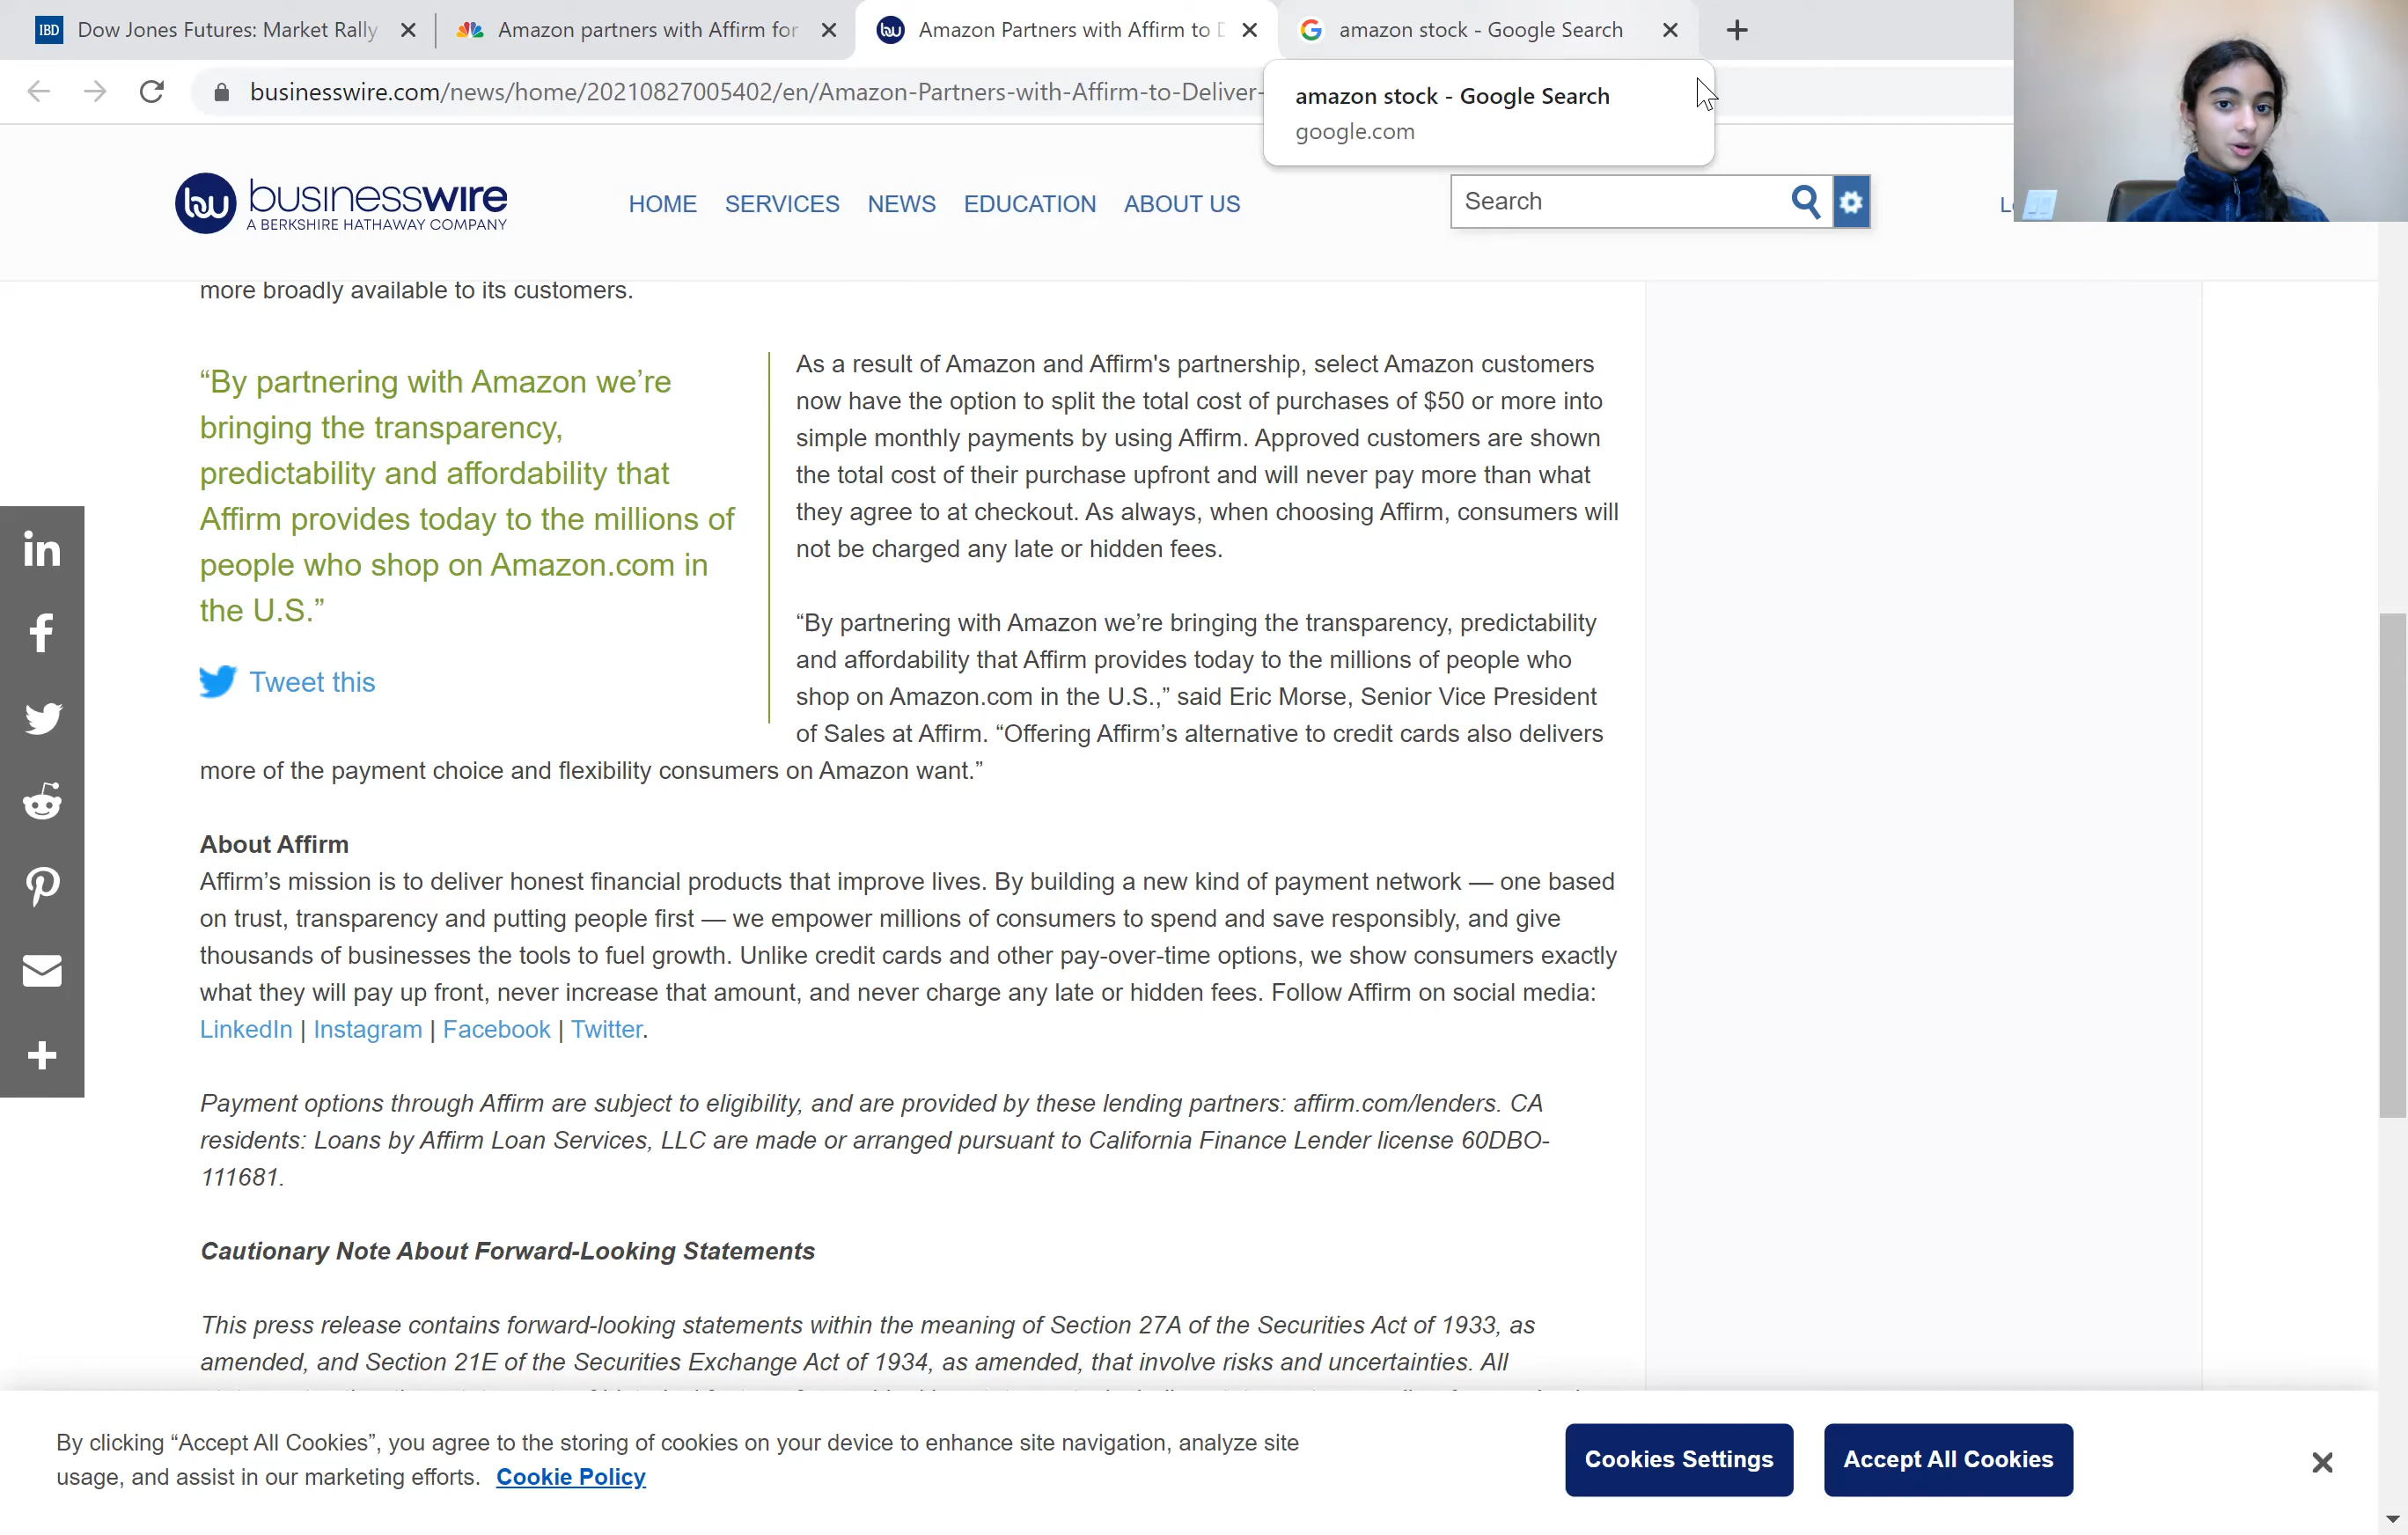 IBD Dow Jones Futures: Market Rally
Amazon partners with Affirm for
Amazon Partners with Affirm to D
amazon stock - Google Search
businesswire.com/news/home/20210827005402/en/Amazon-Partners-with-Affirm-to-Deliver-
amazon stock - Google Search
google.com
bw businesswire
A BERKSHIRE HATHAWAY COMPANY
HOME SERVICES NEWS EDUCATION ABOUT US
Search
more broadly available to its customers.
“By partnering with Amazon we’re
bringing the transparency,
predictability and affordability that
Affirm provides today to the millions of
people who shop on Amazon.com in
the U.S.”
Tweet this
As a result of Amazon and Affirm's partnership, select Amazon customers
now have the option to split the total cost of purchases of $50 or more into
simple monthly payments by using Affirm. Approved customers are shown
the total cost of their purchase upfront and will never pay more than what
they agree to at checkout. As always, when choosing Affirm, consumers will
not be charged any late or hidden fees.
“By partnering with Amazon we’re bringing the transparency, predictability
and affordability that Affirm provides today to the millions of people who
shop on Amazon.com in the U.S.,” said Eric Morse, Senior Vice President
of Sales at Affirm. “Offering Affirm’s alternative to credit cards also delivers
more of the payment choice and flexibility consumers on Amazon want.”
About Affirm
Affirm’s mission is to deliver honest financial products that improve lives. By building a new kind of payment network — one based
on trust, transparency and putting people first — we empower millions of consumers to spend and save responsibly, and give
thousands of businesses the tools to fuel growth. Unlike credit cards and other pay-over-time options, we show consumers exactly
what they will pay up front, never increase that amount, and never charge any late or hidden fees. Follow Affirm on social media:
LinkedIn | Instagram | Facebook | Twitter.
Payment options through Affirm are subject to eligibility, and are provided by these lending partners: affirm.com/lenders. CA
residents: Loans by Affirm Loan Services, LLC are made or arranged pursuant to California Finance Lender license 60DBO-
111681.
Cautionary Note About Forward-Looking Statements
This press release contains forward-looking statements within the meaning of Section 27A of the Securities Act of 1933, as
amended, and Section 21E of the Securities Exchange Act of 1934, as amended, that involve risks and uncertainties. All
By clicking “Accept All Cookies”, you agree to the storing of cookies on your device to enhance site navigation, analyze site
usage, and assist in our marketing efforts. Cookie Policy
Cookies Settings
Accept All Cookies